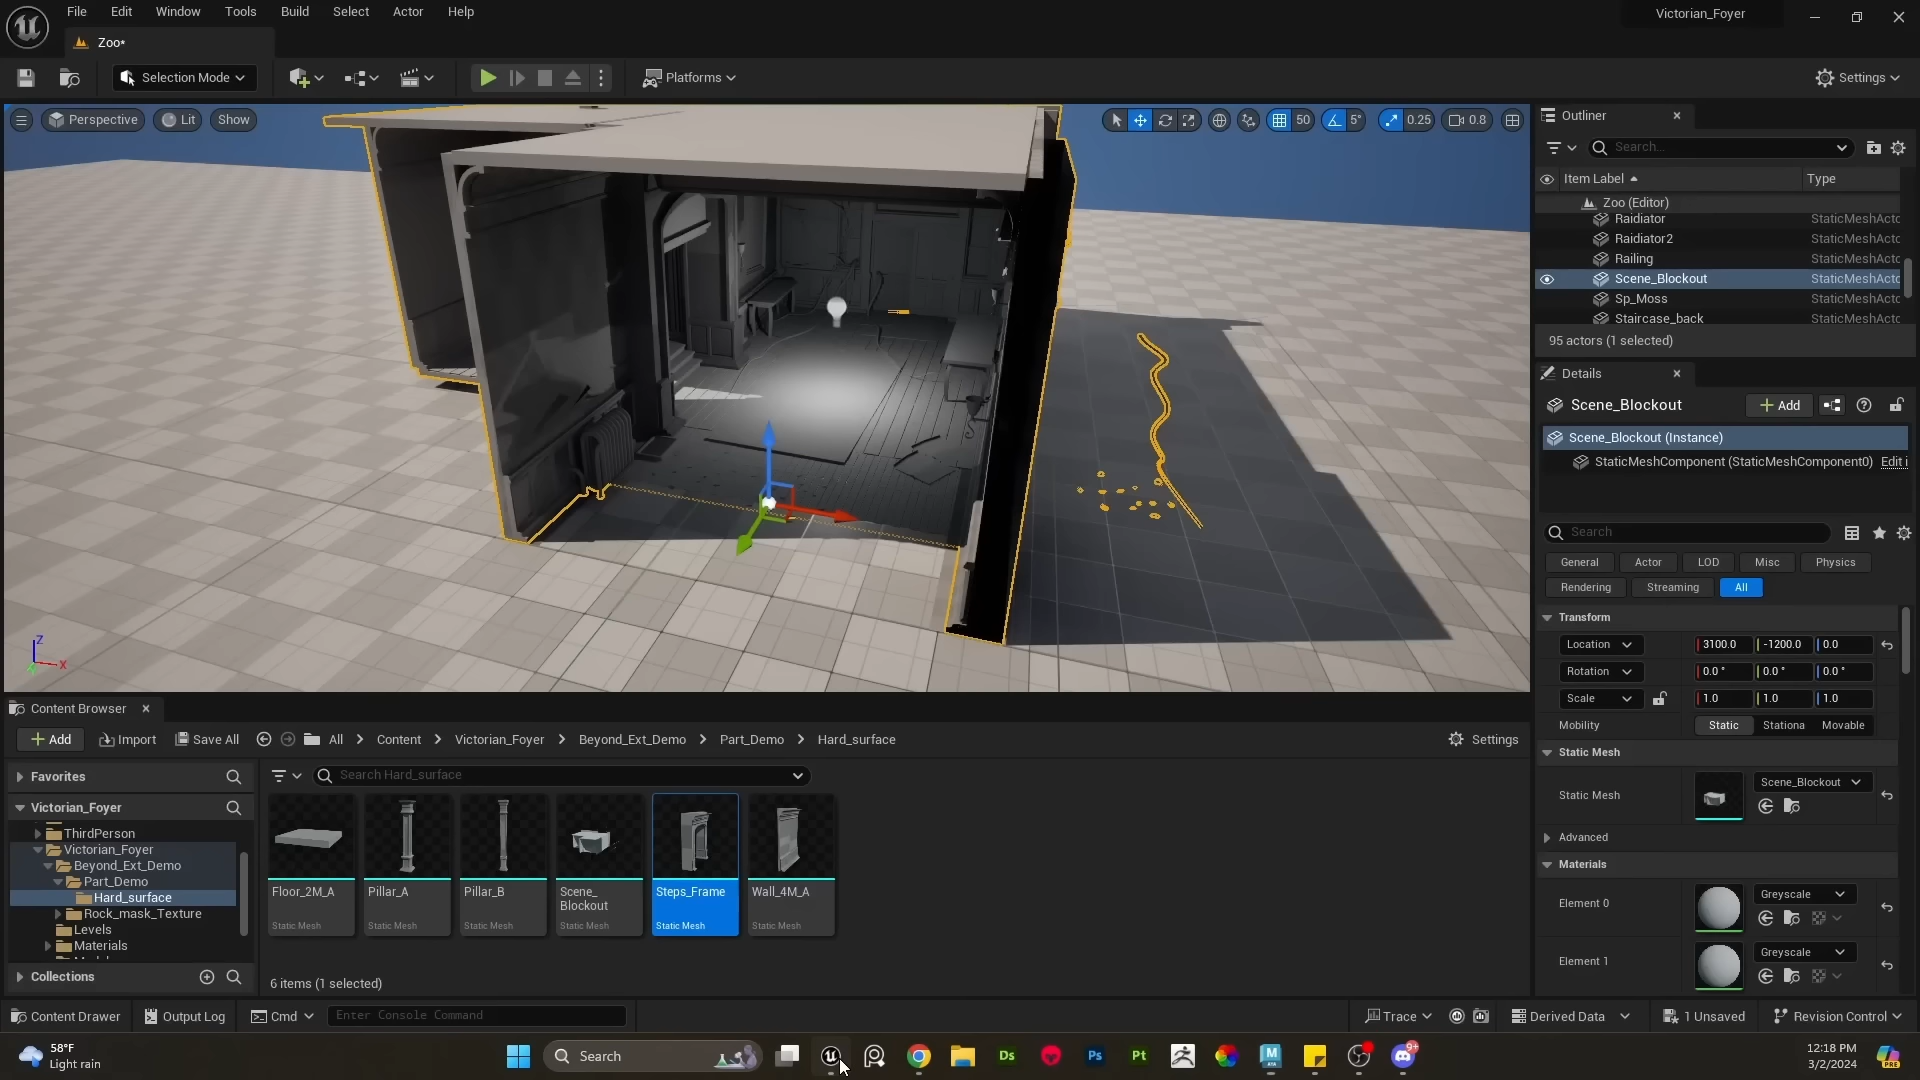 File Edit Window Tools Build Select Actor Help
Victorian_Foyer
Zoo*
Selection Mode
Platforms
Settings
Perspective Lit Show
50 5° 0.25 0.8
Outliner
Search...
Item Label Type
Zoo (Editor)
Raidiator StaticMeshActo
Raidiator2 StaticMeshActo
Railing StaticMeshActo
Scene_Blockout StaticMeshActo
Sp_Moss StaticMeshActo
Staircase_back StaticMeshActo
95 actors (1 selected)
Details
Scene_Blockout
Add
Scene_Blockout (Instance)
StaticMeshComponent (StaticMeshComponent0) Edit i
Search
General Actor LOD Misc Physics
Rendering Streaming All
Transform
Location 3100.0 -1200.0 0.0
Rotation 0.0 ° 0.0 ° 0.0 °
Scale 1.0 1.0 1.0
Mobility Static Stationa Movable
Static Mesh
Static Mesh Scene_Blockout
Advanced
Materials
Element 0 Greyscale
Element 1 Greyscale
Z
X
Content Browser
Add Import Save All All Content Victorian_Foyer Beyond_Ext_Demo Part_Demo Hard_surface Settings
Favorites
Search Hard_surface
Victorian_Foyer
ThirdPerson
Victorian_Foyer
Beyond_Ext_Demo
Part_Demo
Hard_surface
Rock_mask_Texture
Levels
Materials
Collections
Floor_2M_A
Static Mesh
Pillar_A
Static Mesh
Pillar_B
Static Mesh
Scene_
Blockout
Static Mesh
Steps_Frame
Static Mesh
Wall_4M_A
Static Mesh
6 items (1 selected)
Content Drawer Output Log Cmd Enter Console Command Trace Derived Data 1 Unsaved Revision Control
58°F
Light rain
Search
Ds
Ps
Pt
M
9+
12:18 PM
3/2/2024
PRE